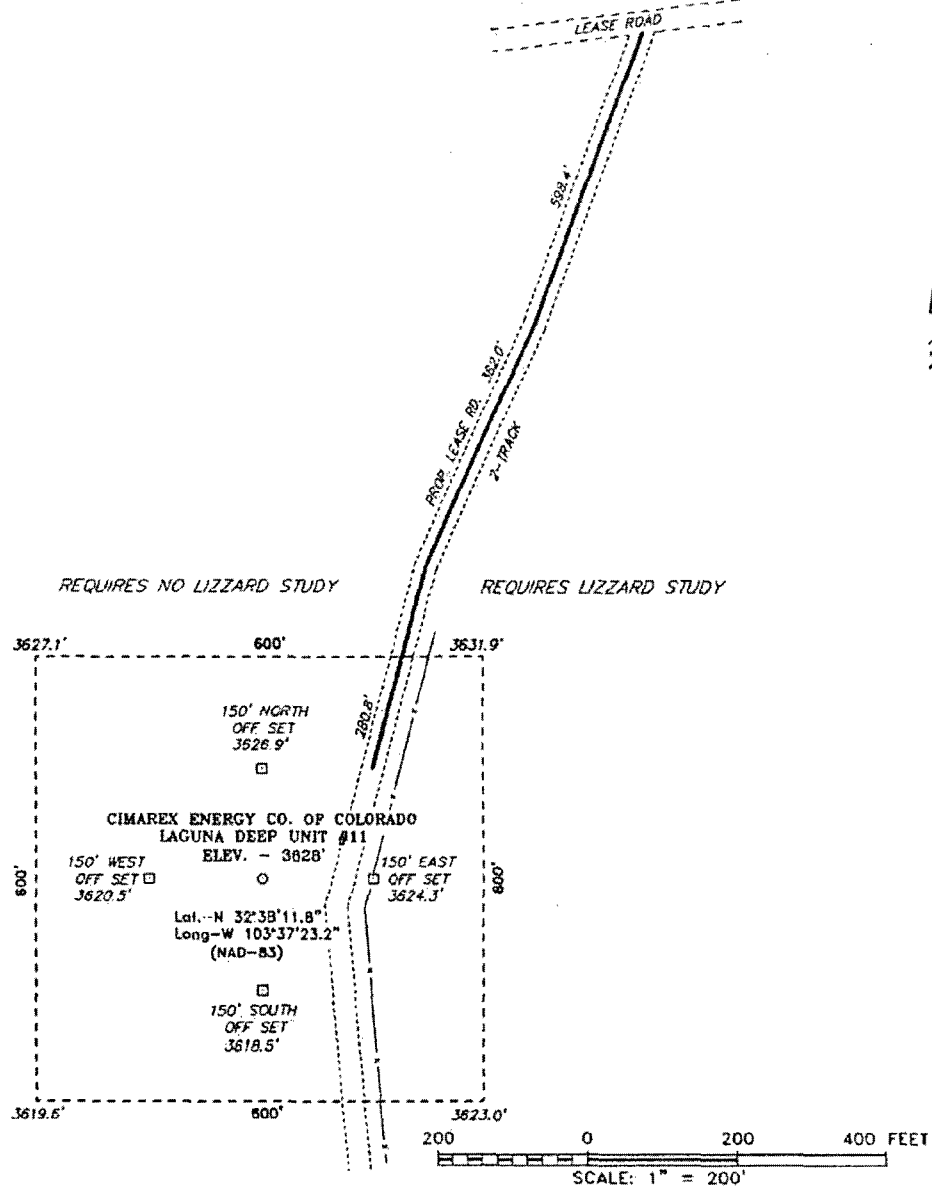 LEASE ROAD
598.4'
PROP. LEASE RD. 362.0'
2-TRACK
REQUIRES NO LIZZARD STUDY
REQUIRES LIZZARD STUDY
3627.1'
600'
3631.9'
280.8'
150' NORTH
OFF SET
3626.9'
CIMAREX ENERGY CO. OF COLORADO
LAGUNA DEEP UNIT #11
ELEV. - 3628'
600'
150' WEST
OFF SET
3620.5'
150' EAST
OFF SET
3624.3'
600'
Lat.-N 32°38'11.8"
Long-W 103°37'23.2"
(NAD-83)
150' SOUTH
OFF SET
3618.5'
3619.6'
600'
3623.0'
200 0 200 400 FEET
SCALE: 1" = 200'